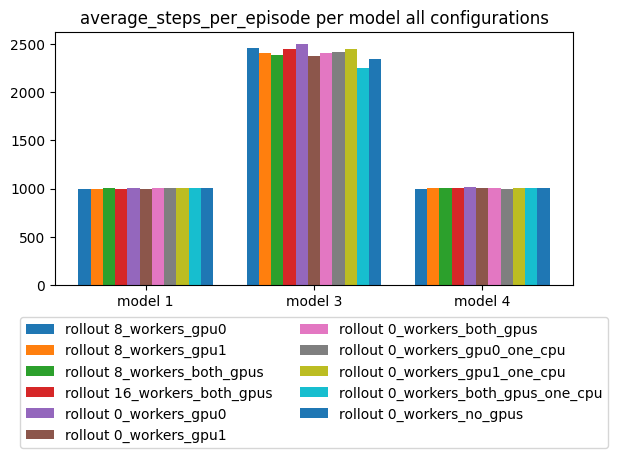 average_steps_per_episode per model all configurations
2500
2000
1500
1000
500
0
model 1
model 3
model 4
rollout 8_workers_gpu0
rollout 8_workers_gpu1
rollout 8_workers_both_gpus
rollout 16_workers_both_gpus
rollout 0_workers_gpu0
rollout 0_workers_gpu1
rollout 0_workers_both_gpus
rollout 0_workers_gpu0_one_cpu
rollout 0_workers_gpu1_one_cpu
rollout 0_workers_both_gpus_one_cpu
rollout 0_workers_no_gpus